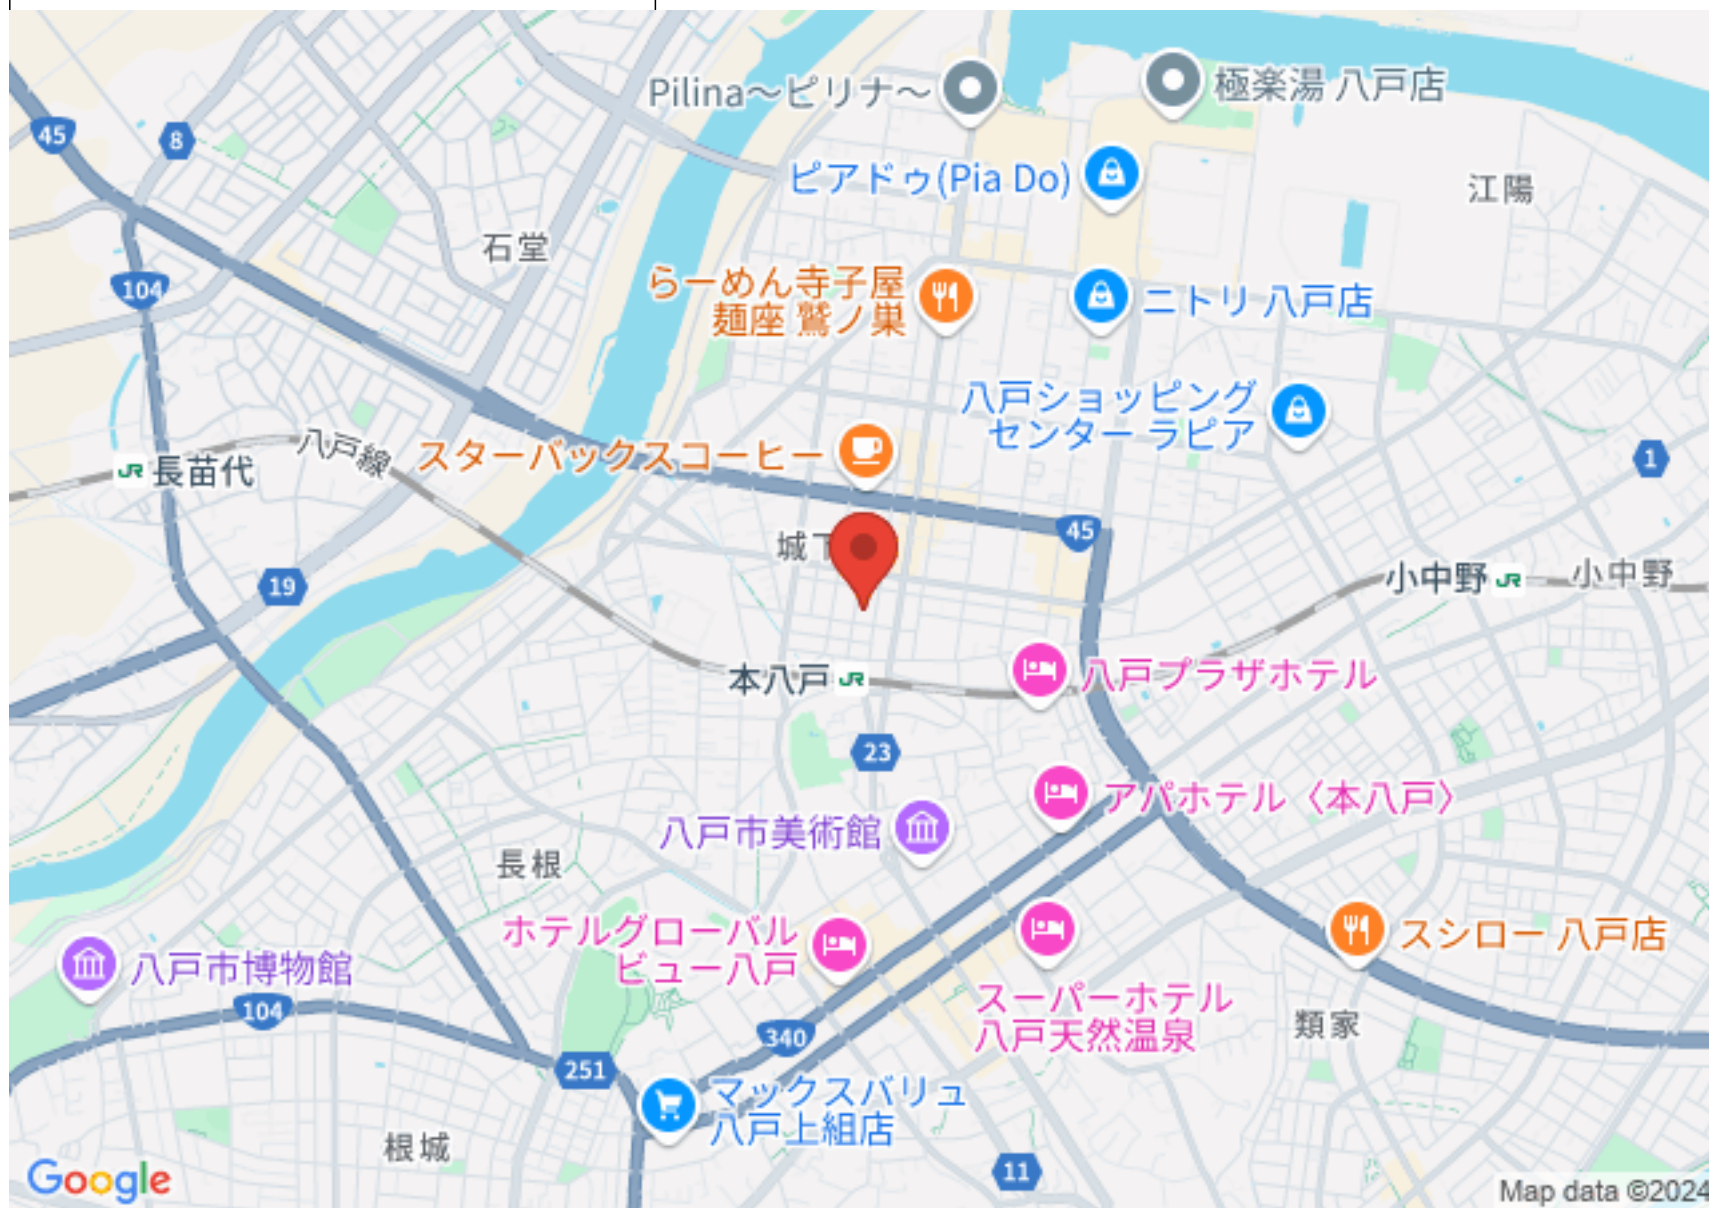 Pilina～ピリナ～
極楽湯 八戸店
45
8
ピアドゥ(Pia Do)
江陽
石堂
104
らーめん寺子屋
麺座 鷲ノ巣
ニトリ 八戸店
八戸ショッピング
センター ラピア
八戸線
スターバックスコーヒー
1
JR 長苗代
45
城下
19
小中野 JR
小中野
本八戸 JR
八戸プラザホテル
23
アパホテル〈本八戸〉
八戸市美術館
長根
ホテルグローバル
ビュー八戸
スシロー 八戸店
八戸市博物館
スーパーホテル
八戸天然温泉
104
340
類家
251
マックスバリュ
八戸上組店
根城
11
Google
Map data ©2024